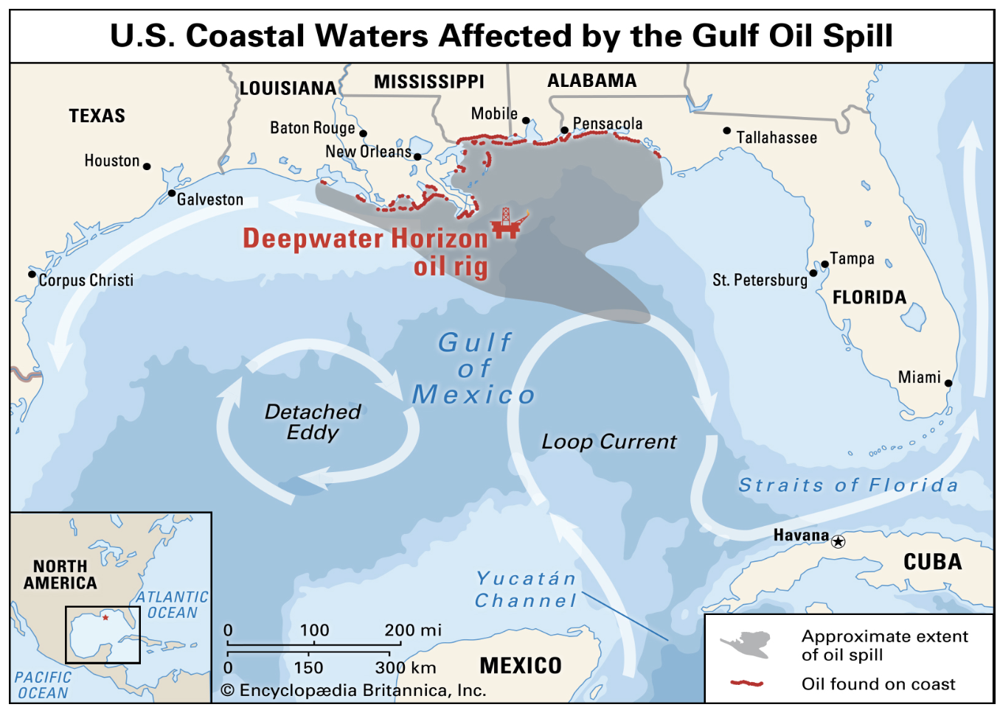 U.S. Coastal Waters Affected by the Gulf Oil Spill
TEXAS
LOUISIANA
MISSISSIPPI
ALABAMA
Mobile
Pensacola
Baton Rouge
New Orleans
Tallahassee
Houston
Galveston
Corpus Christi
Deepwater Horizon
oil rig
Tampa
St. Petersburg
FLORIDA
Miami
Gulf
of
Mexico
Detached
Eddy
Loop Current
Straits of Florida
Havana
CUBA
Yucatán
Channel
MEXICO
NORTH
AMERICA
ATLANTIC
OCEAN
PACIFIC
OCEAN
0 100 200 mi
0 150 300 km
© Encyclopædia Britannica, Inc.
Approximate extent
of oil spill
Oil found on coast